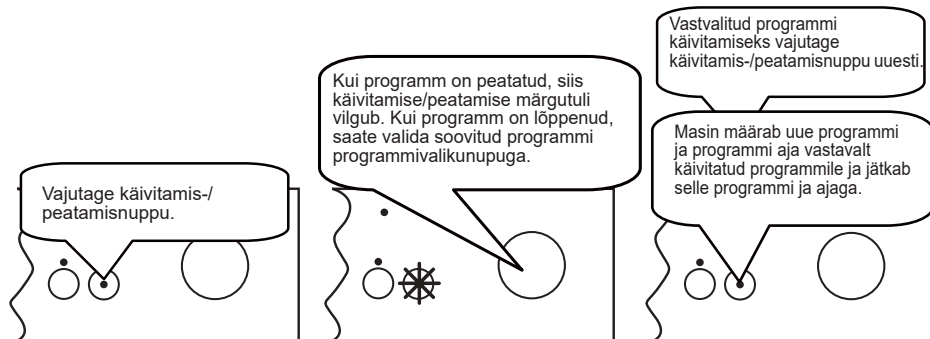 Vajutage käivitamis-/
peatamisnuppu.
Kui programm on peatatud, siis
käivitamise/peatamise märgutuli
vilgub. Kui programm on lõppenud,
saate valida soovitud programmi
programmivalikunupuga.
Vastvalitud programmi
käivitamiseks vajutage
käivitamis-/peatamisnuppu uuesti.
Masin määrab uue programmi
ja programmi aja vastavalt
käivitatud programmile ja jätkab
selle programmi ja ajaga.